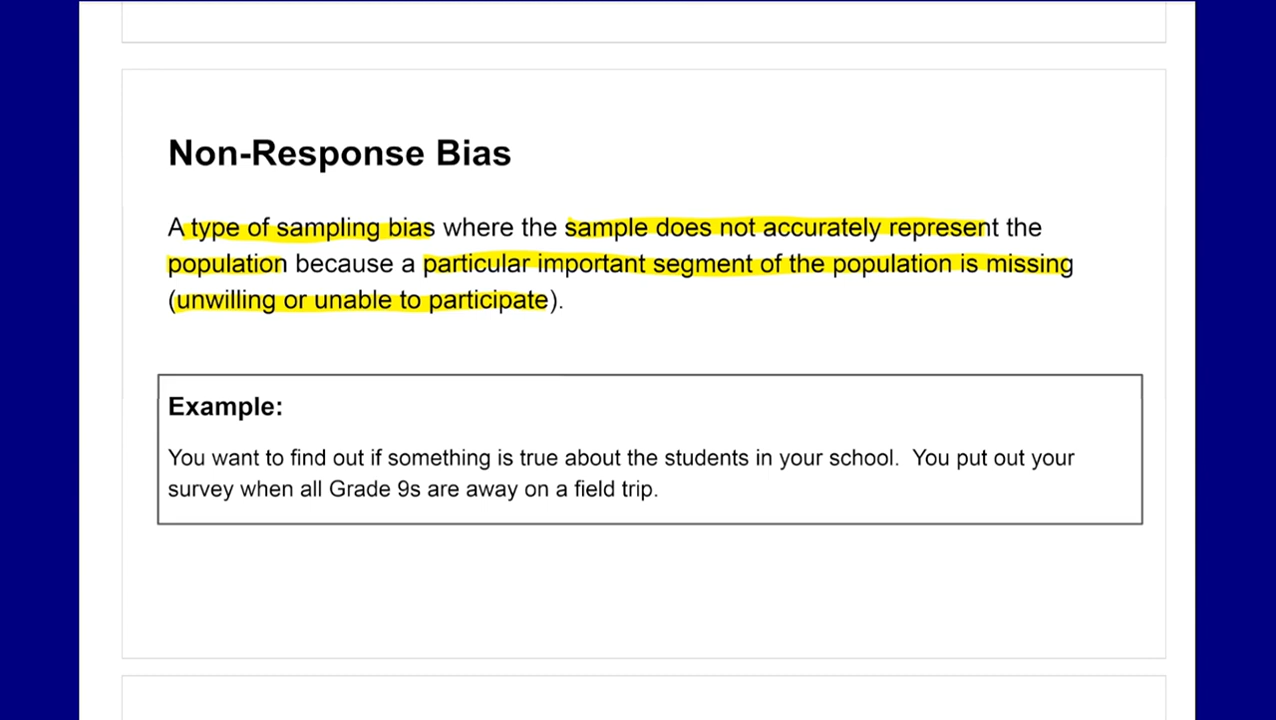 Non-Response Bias
A type of sampling bias where the sample does not accurately represent the
population because a particular important segment of the population is missing
(unwilling or unable to participate).
Example:
You want to find out if something is true about the students in your school.  You put out your
survey when all Grade 9s are away on a field trip.